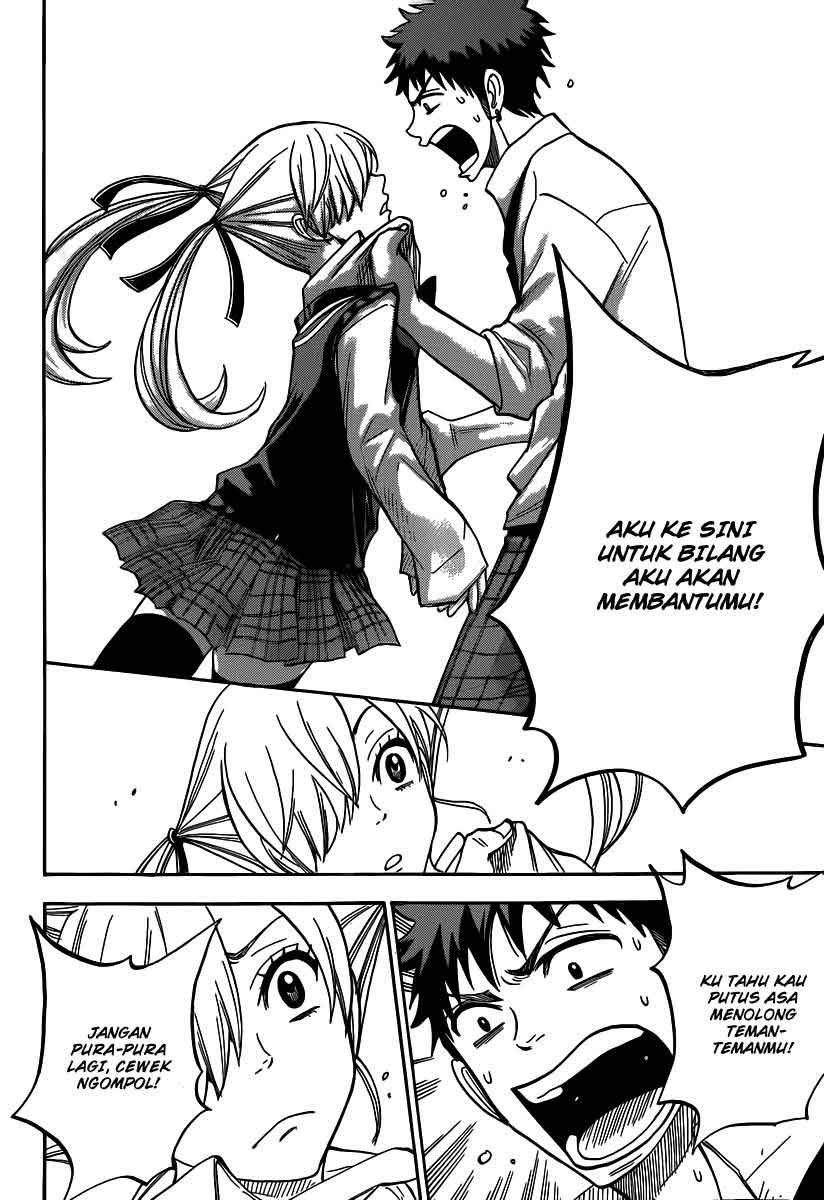 AKU KE SINI
UNTUK BILANG
AKU AKAN
MEMBANTUMU!
KU TAHU KAU
PUTUS ASA
MENOLONG
TEMAN-
TEMANMU!
JANGAN
PURA-PURA
LAGI, CEWEK
NGOMPOL!